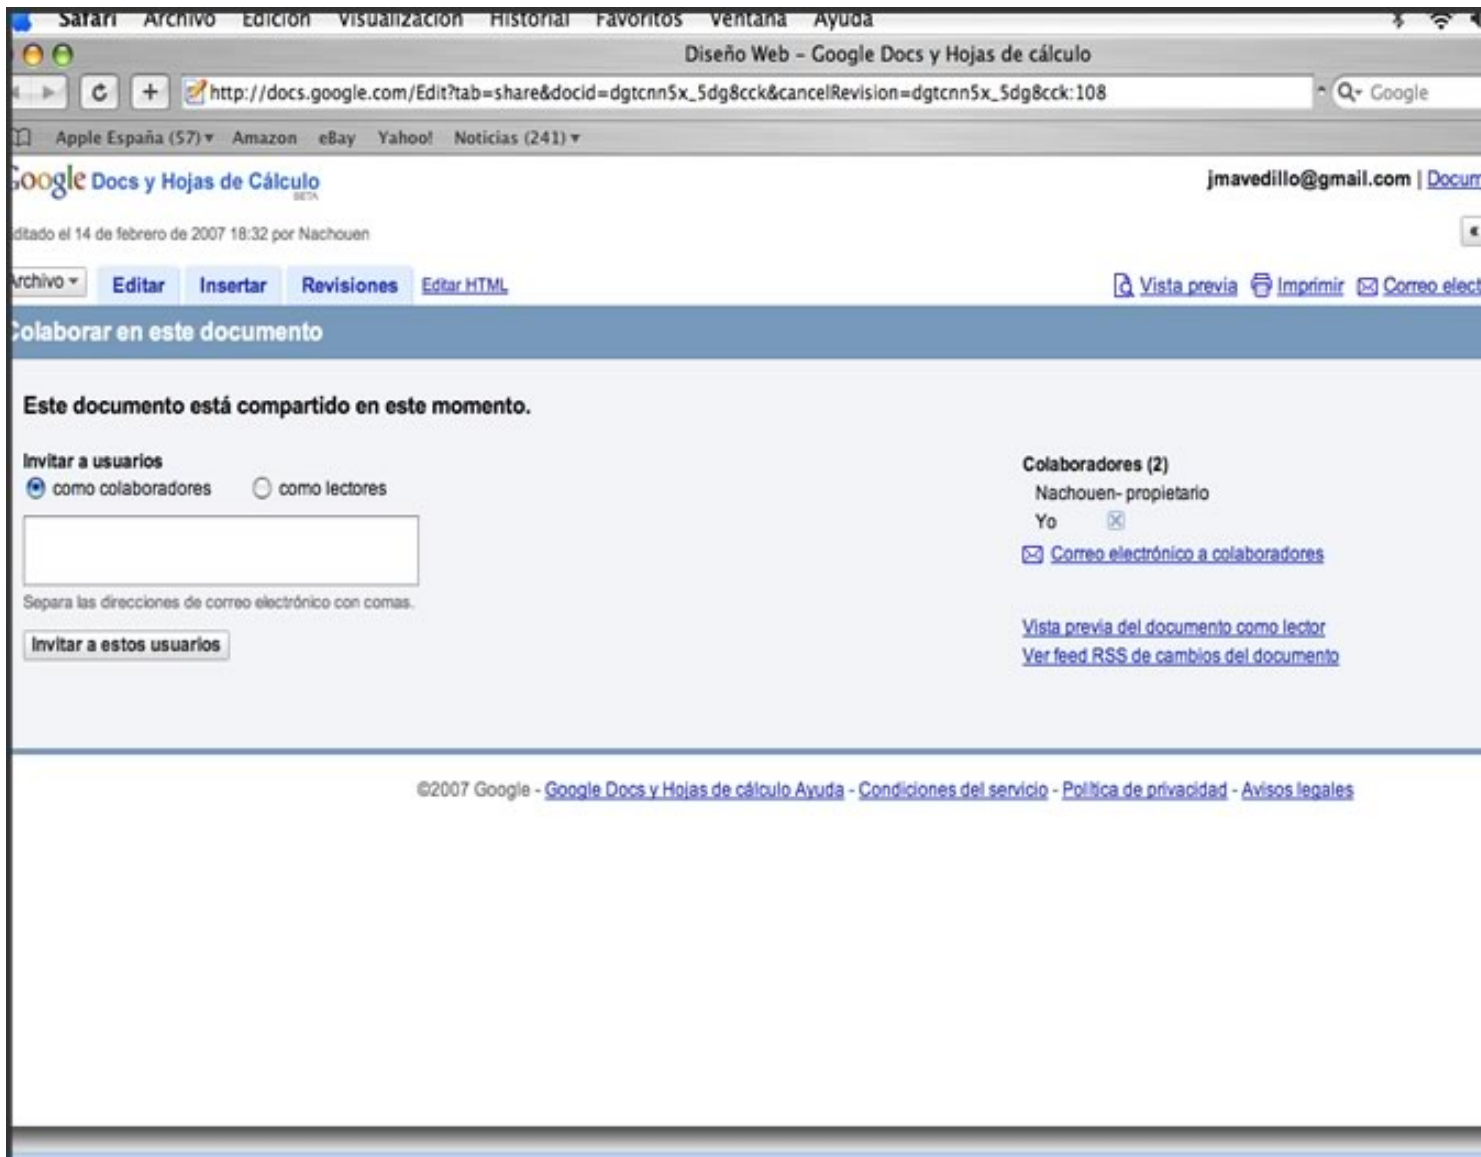 Safari Archivo Edición Visualización Historial Favoritos Ventana Ayuda
Diseño Web – Google Docs y Hojas de cálculo
http://docs.google.com/Edit?tab=share&docid=dgtcnn5x_5dg8cck&cancelRevision=dgtcnn5x_5dg8cck:108
Google
Apple España (57) Amazon eBay Yahoo! Noticias (241)
Google Docs y Hojas de Cálculo
BETA
jmavedillo@gmail.com | Docum
ditado el 14 de febrero de 2007 18:32 por Nachouen
Archivo Editar Insertar Revisiones Editar HTML
Vista previa Imprimir Correo elect
Colaborar en este documento
Este documento está compartido en este momento.
Invitar a usuarios
como colaboradores como lectores
Separa las direcciones de correo electrónico con comas.
Invitar a estos usuarios
Colaboradores (2)
Nachouen- propietario
Yo
Correo electrónico a colaboradores
Vista previa del documento como lector
Ver feed RSS de cambios del documento
©2007 Google - Google Docs y Hojas de cálculo Ayuda - Condiciones del servicio - Política de privacidad - Avisos legales